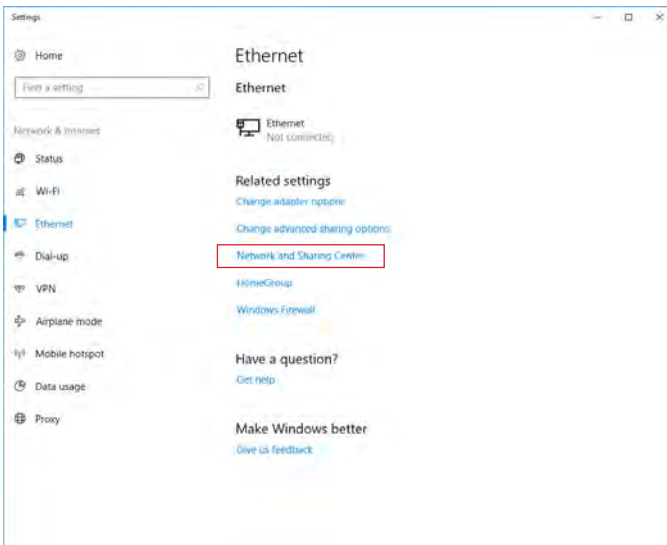 Settings
Home
Find a setting
Network & Internet
Status
Wi-Fi
Ethernet
Dial-up
VPN
Airplane mode
Mobile hotspot
Data usage
Proxy
Ethernet
Ethernet
Ethernet
Not connected
Related settings
Change adapter options
Change advanced sharing options
Network and Sharing Center
HomeGroup
Windows Firewall
Have a question?
Get help
Make Windows better
Give us feedback